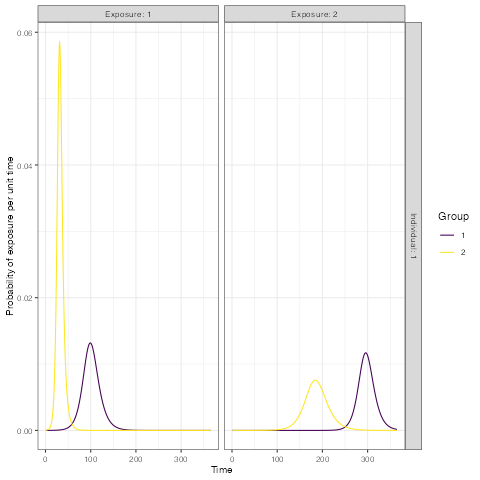 Exposure: 1
Exposure: 2
0.06
0.04
0.02
0.00
Probability of exposure per unit time
0 100 200 300
0 100 200 300
Time
Individual: 1
Group
1
2